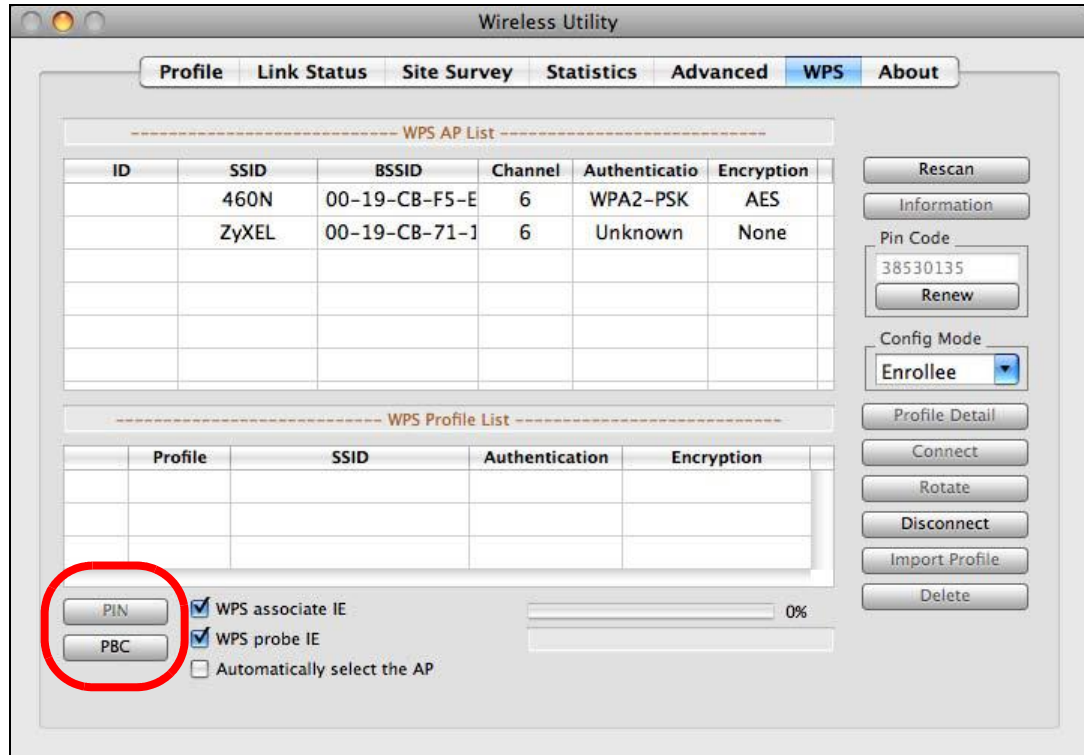 Wireless Utility
Profile Link Status Site Survey Statistics Advanced WPS About
---------------------------- WPS AP List ----------------------------
ID SSID BSSID Channel Authenticatio Encryption
460N 00-19-CB-F5-E 6 WPA2-PSK AES
ZyXEL 00-19-CB-71-1 6 Unknown None
Rescan
Information
Pin Code
38530135
Renew
Config Mode
Enrollee
---------------------------- WPS Profile List ----------------------------
Profile SSID Authentication Encryption
Profile Detail
Connect
Rotate
Disconnect
Import Profile
Delete
PIN
PBC
WPS associate IE
WPS probe IE
Automatically select the AP
0%